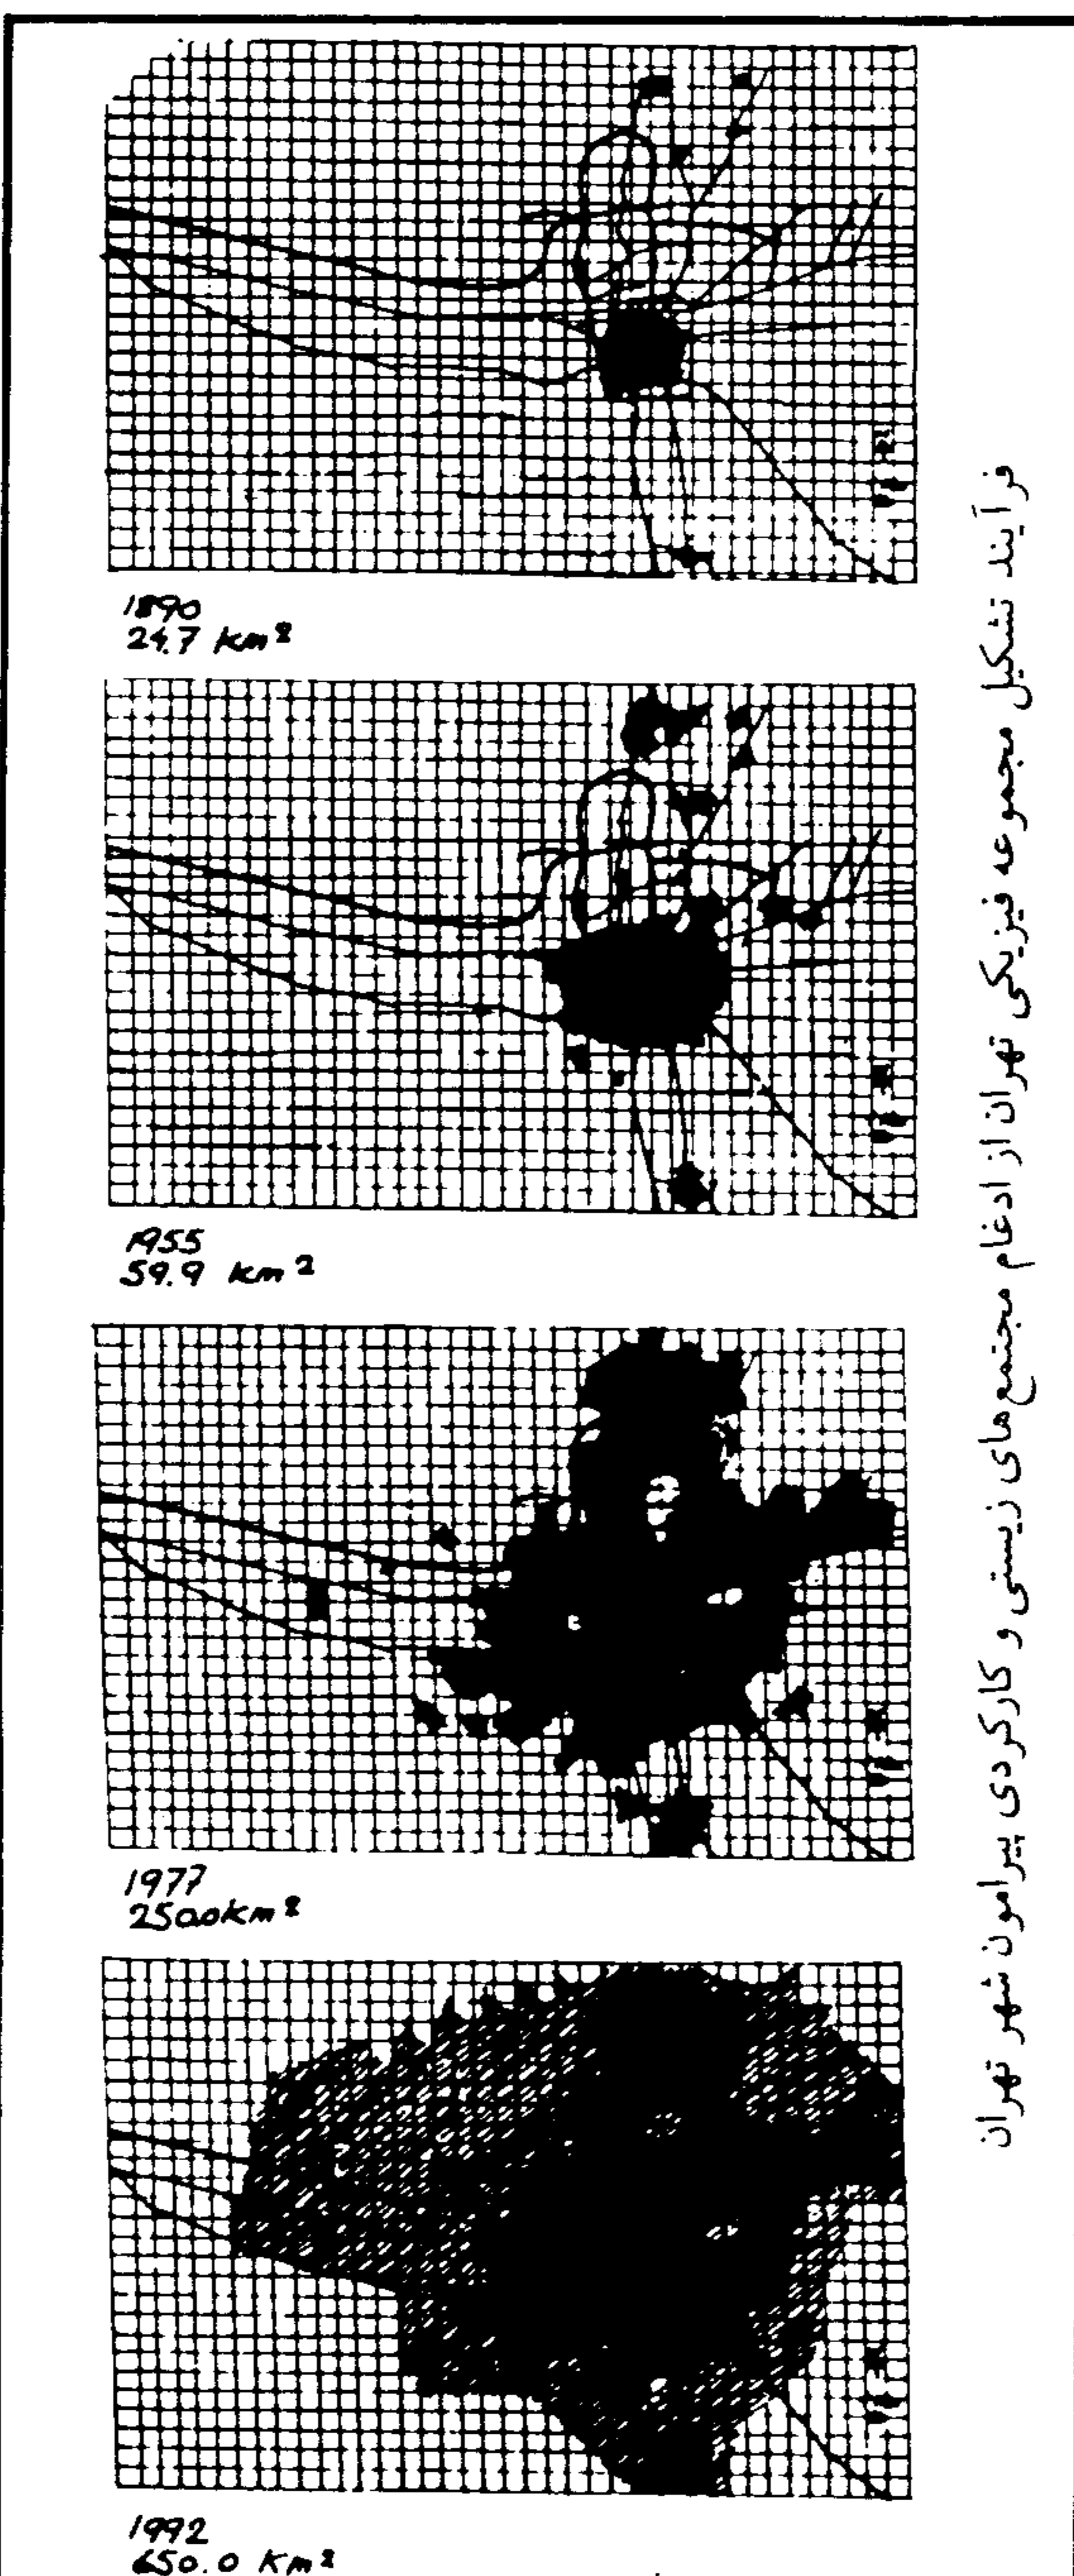 1890
24.7 km²
1955
59.9 km²
1977
250.0 km²
1992
650.0 Km²
فرآیند تشکیل مجموعه فیزیکی تهران از ادغام مجتمع‌های زیستی و کارکردی پیرامون شهر تهران